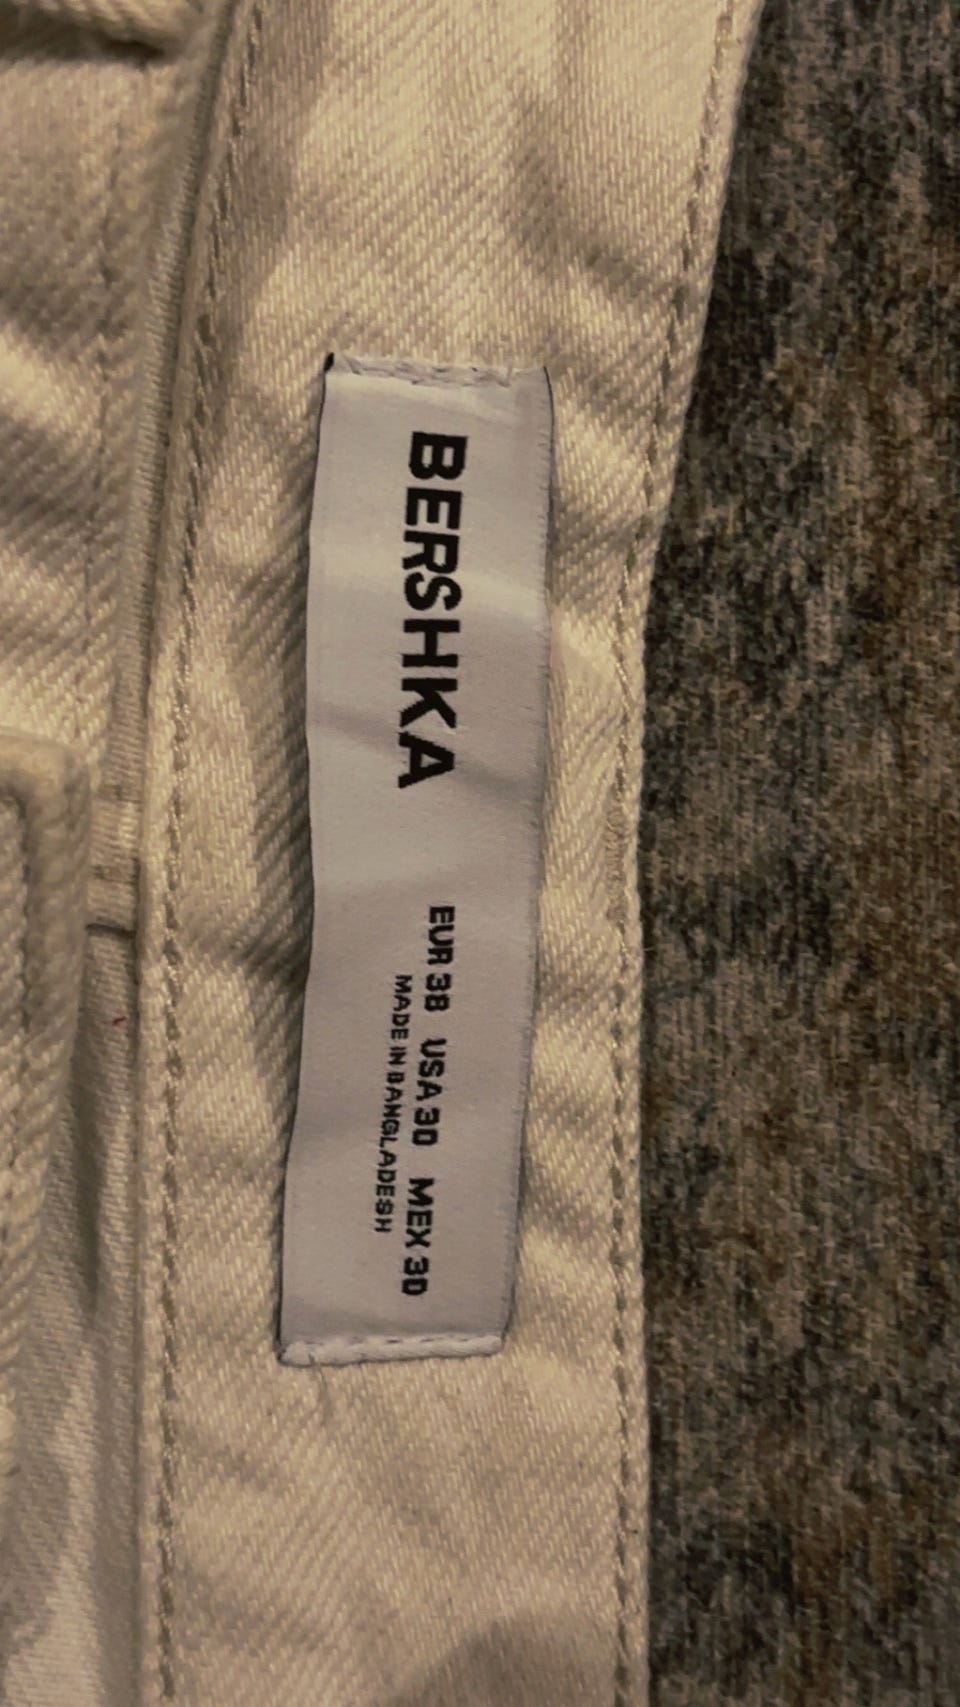 BERSHKA
EUR 38 USA 30 MEX 30
MADE IN BANGLADESH